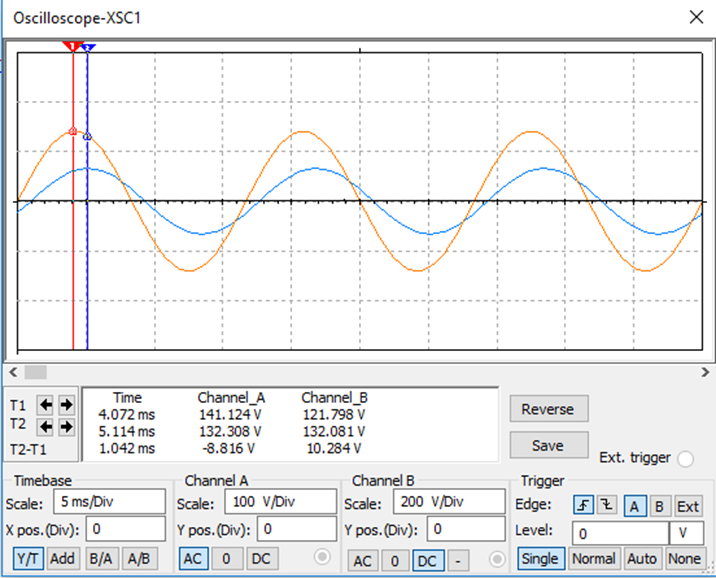 Oscilloscope-XSC1
1 2
Time Channel_A Channel_B
T1 4.072 ms 141.124 V 121.798 V
T2 5.114 ms 132.308 V 132.081 V
T2-T1 1.042 ms -8.816 V 10.284 V
Reverse
Save
Ext. trigger
Timebase
Scale: 5 ms/Div
X pos.(Div): 0
Y/T Add B/A A/B
Channel A
Scale: 100 V/Div
Y pos.(Div): 0
AC 0 DC
Channel B
Scale: 200 V/Div
Y pos.(Div): 0
AC 0 DC -
Trigger
Edge: A B Ext
Level: 0 V
Single Normal Auto None